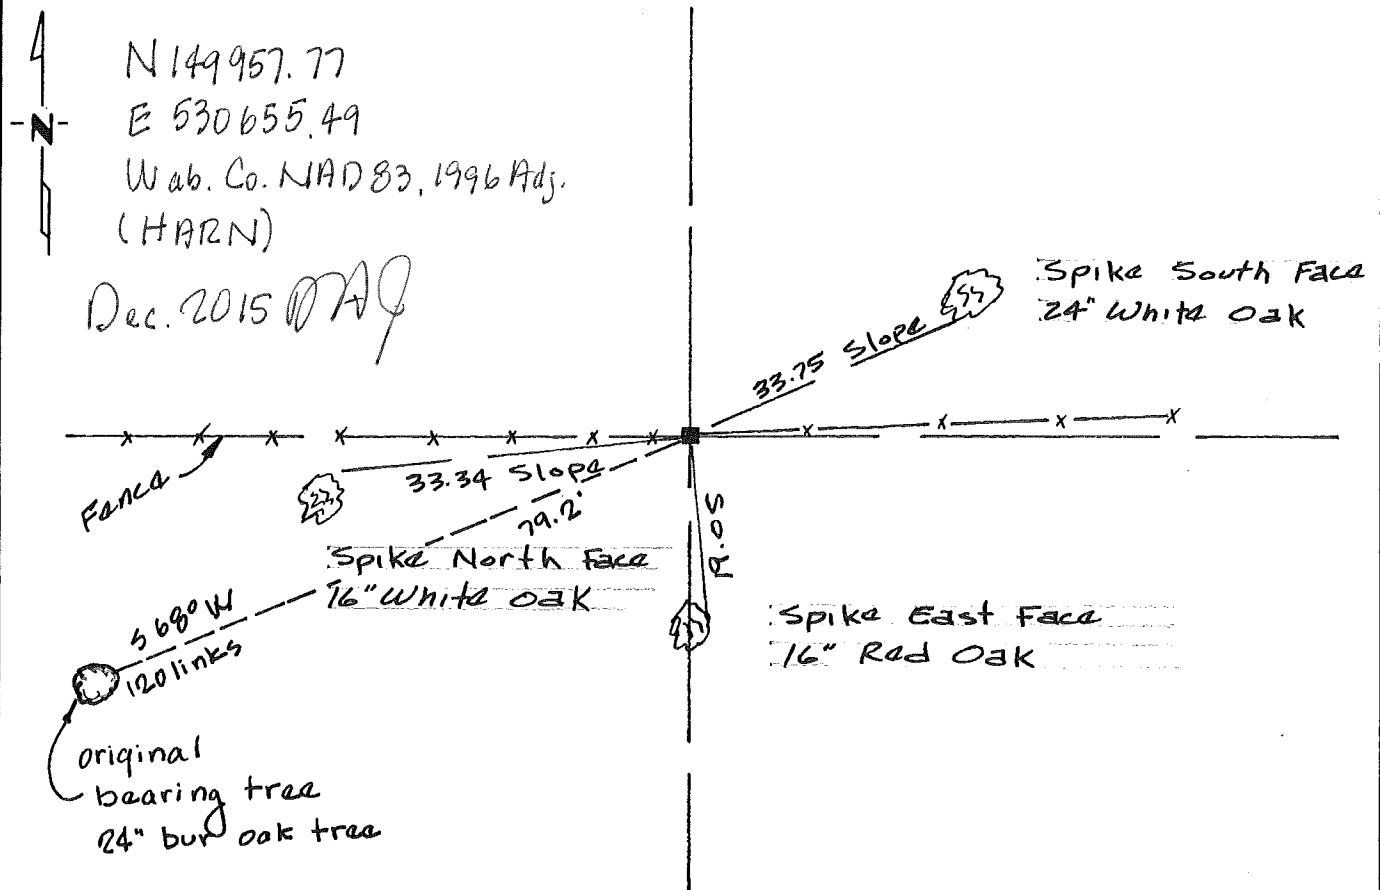 N 149957.77
E 530655.49
Wab. Co. NAD 83, 1996 Adj.
(HARN)
Dec. 2015
N
Spike South Face
24" White Oak
33.75 Slope
Fence
33.34 Slope
79.2'
Spike North Face
16" White Oak
S 68° W
120 links
Spike East Face
16" Red Oak
original
bearing tree
24" bur oak tree